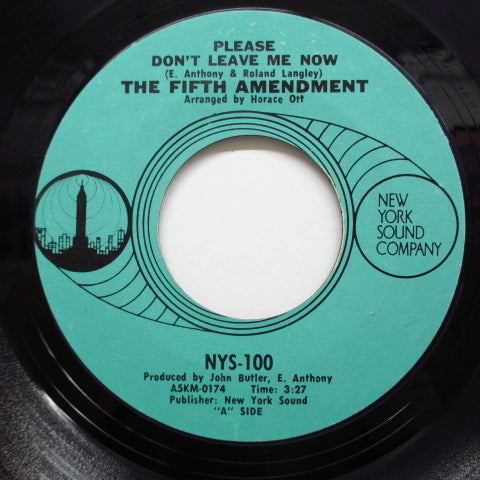 PLEASE
DON'T LEAVE ME NOW
(E. Anthony & Roland Langley)
THE FIFTH AMENDMENT
Arranged by Horace Ott
NEW
YORK
SOUND
COMPANY
NYS-100
Produced by John Butler, E. Anthony
ASKM-0174 Time: 3:27
Publisher: New York Sound
"A" SIDE